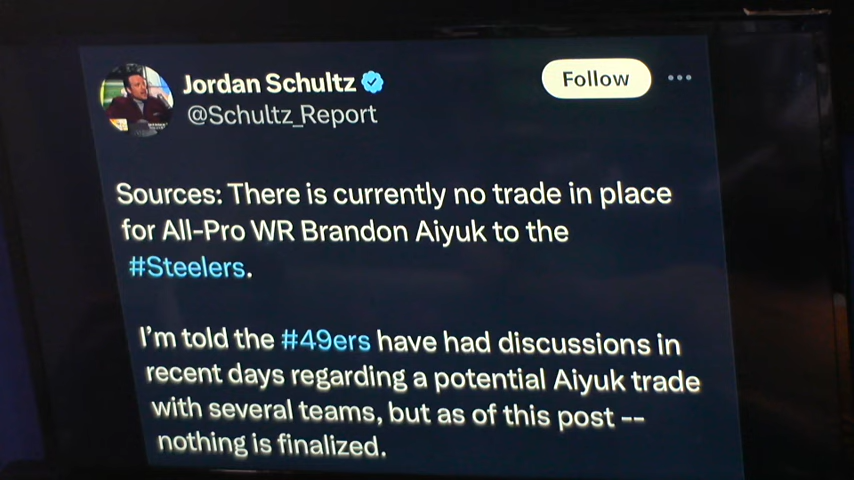 Jordan Schultz
Follow
@Schultz_Report
Sources: There is currently no trade in place
for All-Pro WR Brandon Aiyuk to the
#Steelers.
I'm told the #49ers have had discussions in
recent days regarding a potential Aiyuk trade
with several teams, but as of this post --
nothing is finalized.